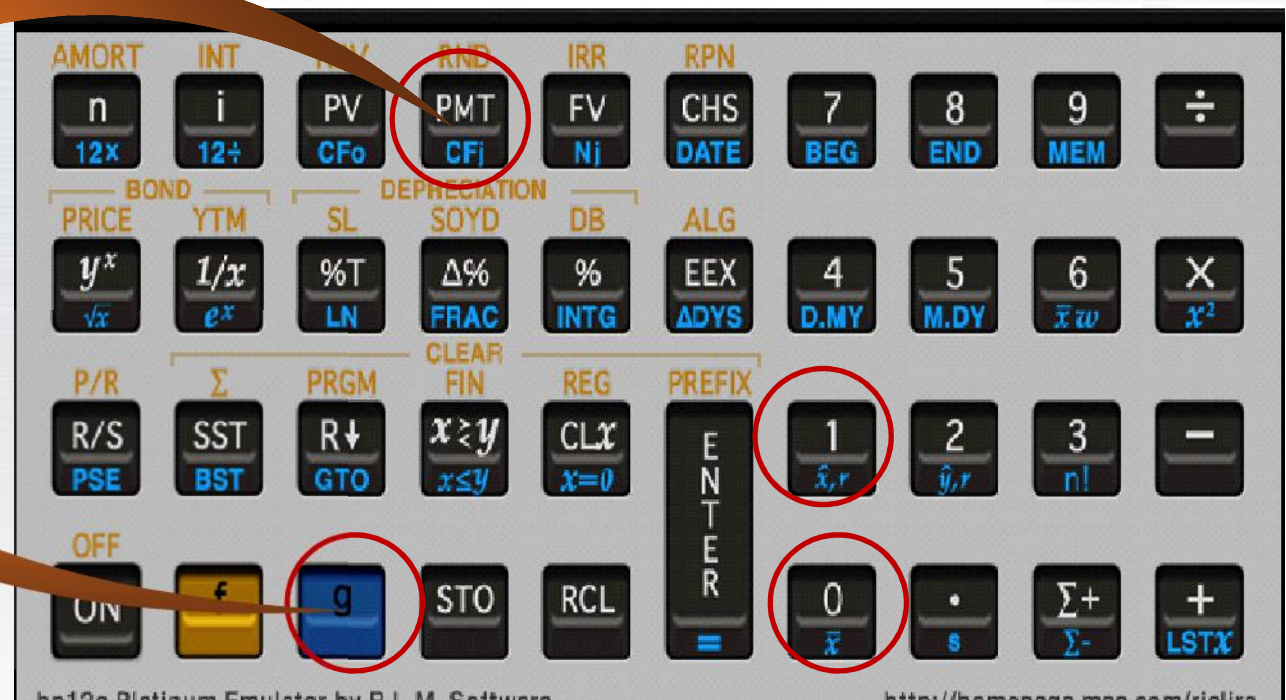 AMORT INT RND IRR RPN
n i PV PMT FV CHS 7 8 9 ÷
12× 12÷ CFo CFj Nj DATE BEG END MEM
BOND DEPRECIATION
PRICE YTM SL SOYD DB ALG
yˣ 1/x %T Δ% % EEX 4 5 6 X
√x eˣ LN FRAC INTG ΔDYS D.MY M.DY x̄ w x²
CLEAR
P/R Σ PRGM FIN REG PREFIX
R/S SST R↓ x≷y CLx ENTER 1 2 3 −
PSE BST GTO x≤y x=0 x̂,r ŷ,r n!
OFF
ON f g STO RCL 0 . Σ+ +
= x̄ s Σ- LSTx
hp12c Platinum Emulator by R.L.M. Software